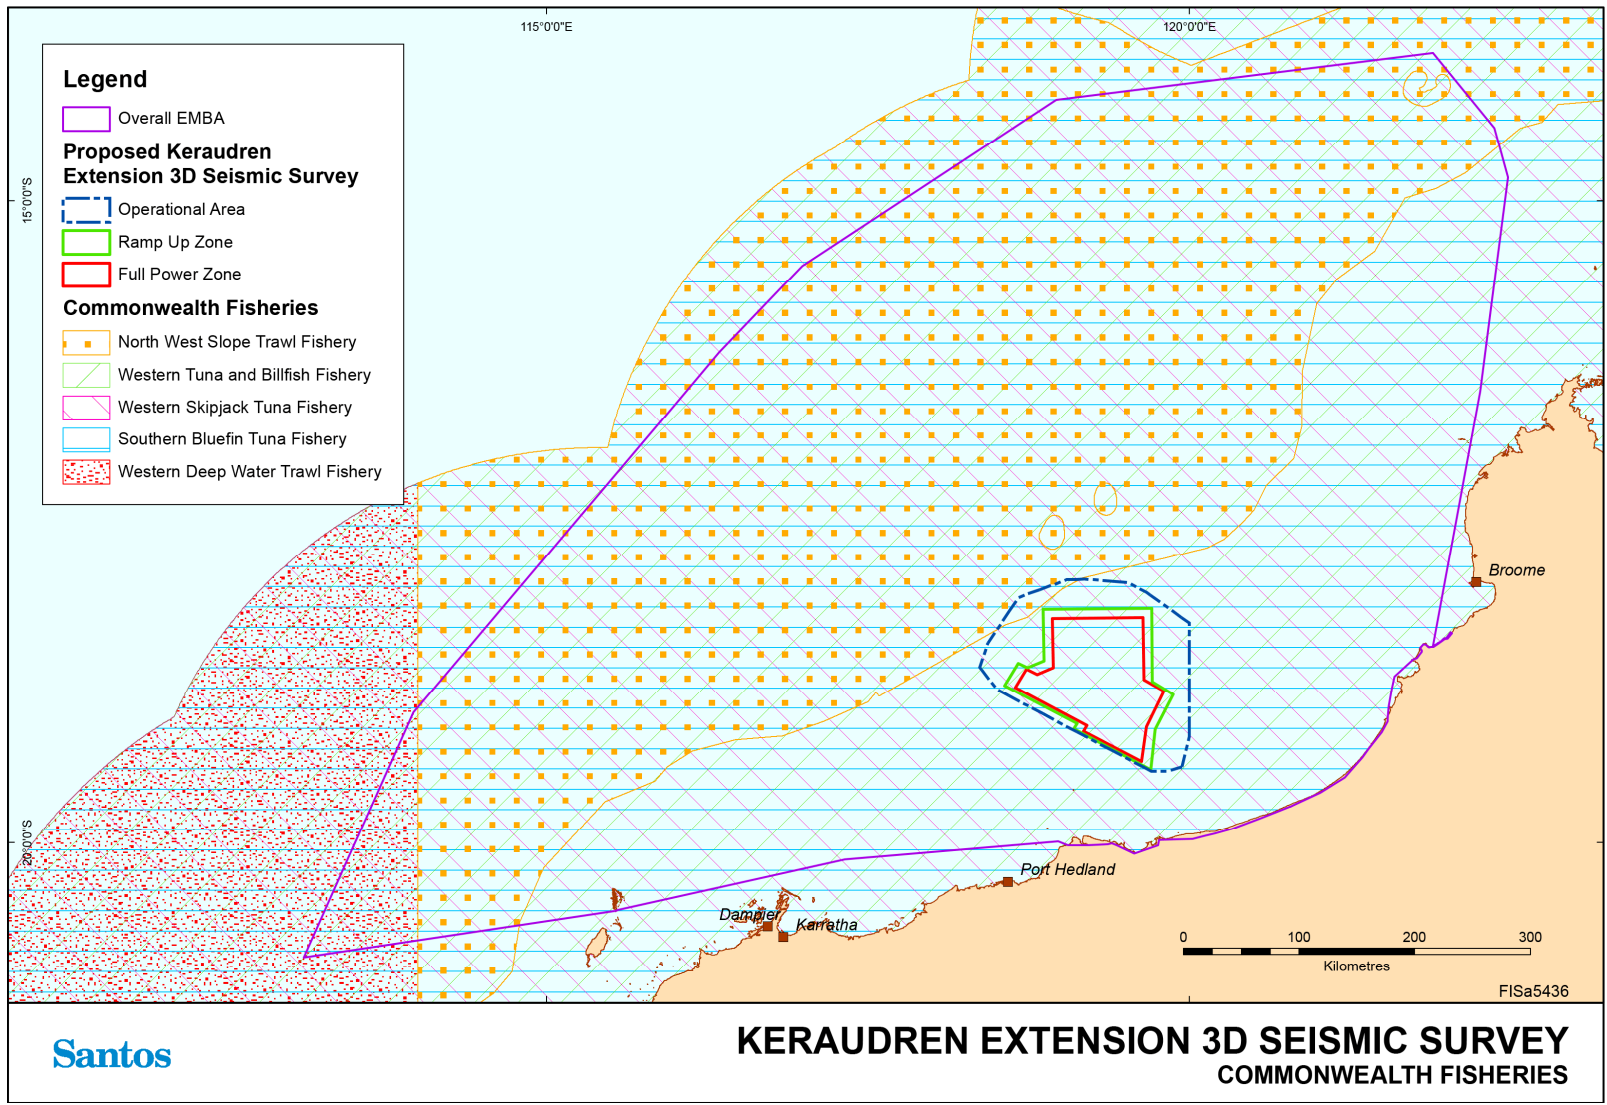 115°0'0"E
120°0'0"E
15°0'0"S
20°0'0"S
Legend
Overall EMBA
Proposed Keraudren
Extension 3D Seismic Survey
Operational Area
Ramp Up Zone
Full Power Zone
Commonwealth Fisheries
North West Slope Trawl Fishery
Western Tuna and Billfish Fishery
Western Skipjack Tuna Fishery
Southern Bluefin Tuna Fishery
Western Deep Water Trawl Fishery
Broome
Port Hedland
Dampier
Karratha
0 100 200 300
Kilometres
FISa5436
Santos
KERAUDREN EXTENSION 3D SEISMIC SURVEY
COMMONWEALTH FISHERIES